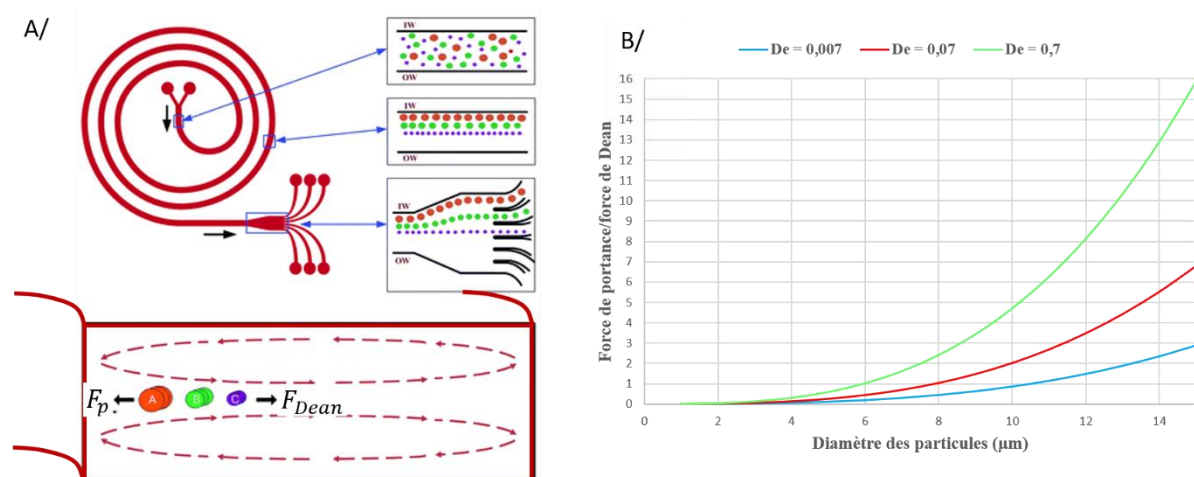 A/
IW
OW
IW
OW
IW
OW
F_p
A
B
C
F_Dean
B/
De = 0,007
De = 0,07
De = 0,7
Force de portance/force de Dean
16
15
14
13
12
11
10
9
8
7
6
5
4
3
2
1
0
0 2 4 6 8 10 12 14
Diamètre des particules (µm)